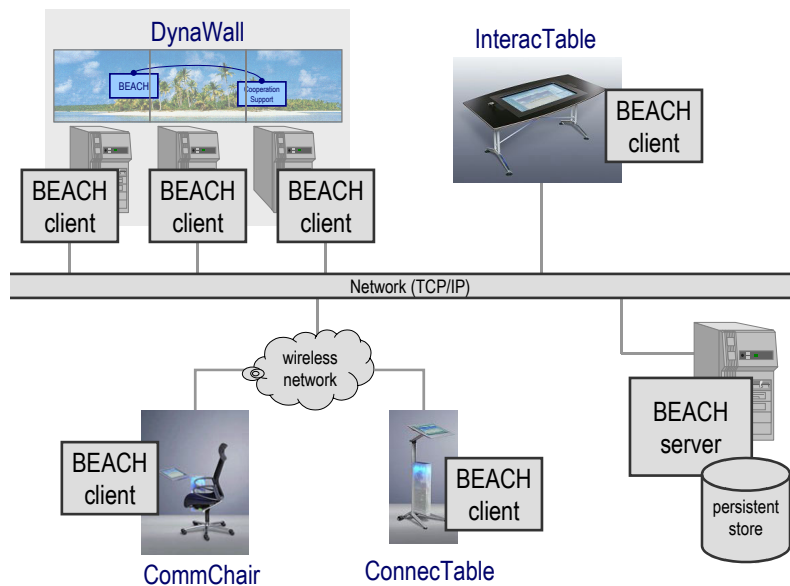 DynaWall
InteracTable
BEACH
Cooperation
Support
BEACH
client
BEACH
client
BEACH
client
BEACH
client
Network (TCP/IP)
wireless
network
BEACH
client
BEACH
client
BEACH
server
persistent
store
CommChair
ConnecTable